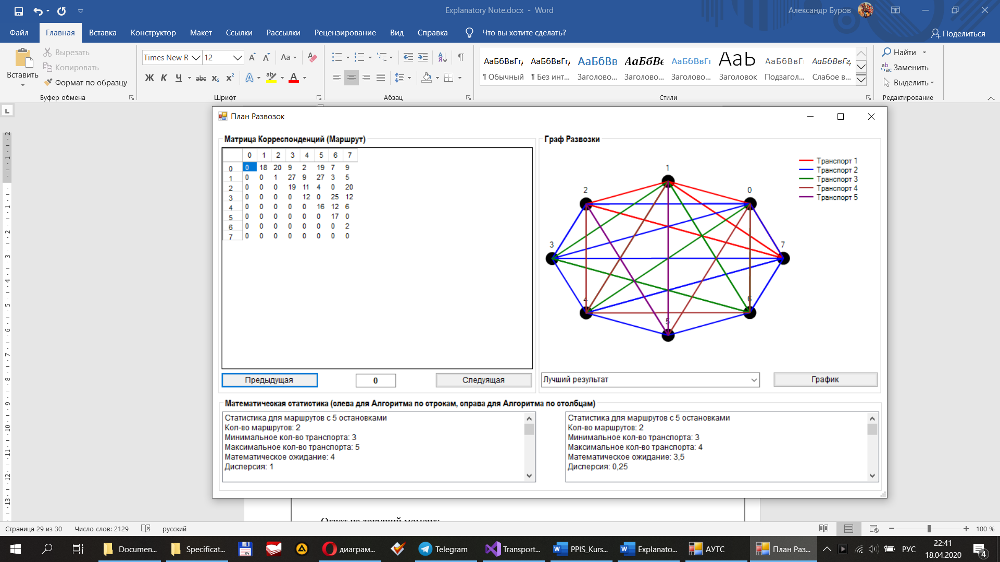 Explanatory Note.docx - Word
Александр Буров
Файл Главная Вставка Конструктор Макет Ссылки Рассылки Рецензирование Вид Справка Что вы хотите сделать? Поделиться
Вставить
Вырезать
Копировать
Формат по образцу
Буфер обмена
Times New R 12
Aa
Ж К Ч abc x₂ x² A A
Шрифт
Абзац
АаБбВвГг, АаБбВвГг, АаБбВв АаБбВв АаБбВвГг АаБ АаБбВвГг АаБбВвГг,
¶ Обычный ¶ Без инт... Заголово... Заголово... Заголово... Заголовок Подзагол... Слабое в...
Стили
Найти
Заменить
Выделить
Редактирование
План Развозок
Матрица Корреспонденций (Маршрут)
0 1 2 3 4 5 6 7
0 0 18 20 9 2 19 7 9
1 0 0 1 27 9 27 3 5
2 0 0 0 19 11 4 0 20
3 0 0 0 0 12 0 25 12
4 0 0 0 0 0 16 12 6
5 0 0 0 0 0 0 17 0
6 0 0 0 0 0 0 0 2
7 0 0 0 0 0 0 0 0
Предыдущая 0 Следуящая
Граф Развозки
Транспорт 1
Транспорт 2
Транспорт 3
Транспорт 4
Транспорт 5
1
2 0
3 7
4 6
5
Лучший результат График
Математическая статистика (слева для Алгоритма по строкам, справа для Алгоритма по столбцам)
Статистика для маршрутов с 5 остановками
Кол-во маршрутов: 2
Минимальное кол-во транспорта: 3
Максимальное кол-во транспорта: 5
Математическое ожидание: 4
Дисперсия: 1
Статистика для маршрутов с 5 остановками
Кол-во маршрутов: 2
Минимальное кол-во транспорта: 3
Максимальное кол-во транспорта: 4
Математическое ожидание: 3,5
Дисперсия: 0,25
Отчет на текущий момент:
Страница 29 из 30 Число слов: 2129 русский 100 %
Documen... Specificat... диаграм... Telegram Transport... PPIS_Kurs... Explanato... АУТС План Раз... РУС
22:41
18.04.2020
4